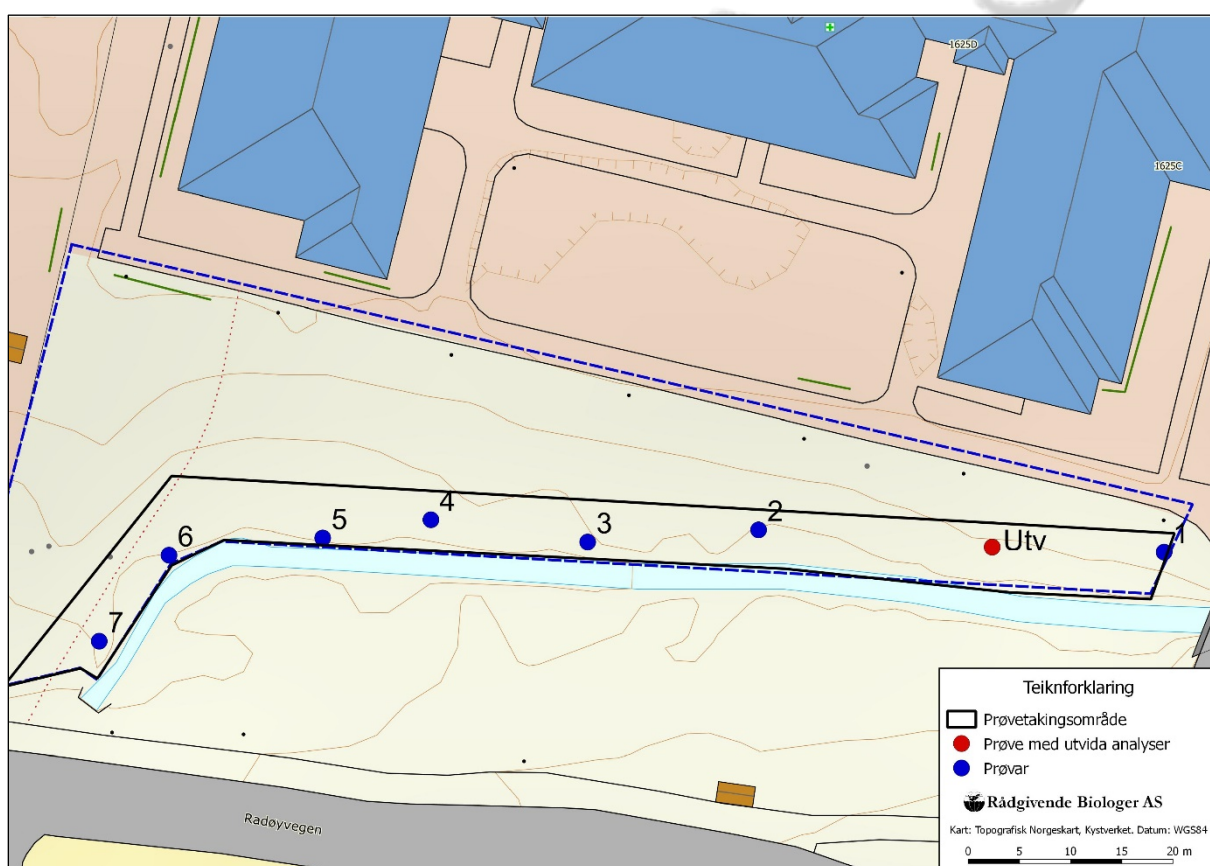 1625D
1625C
1
2
3
4
5
6
7
Utv
Radøyvegen
Teiknforklaring
Prøvetakingsområde
Prøve med utvida analyser
Prøvar
Rådgivende Biologer AS
Kart: Topografisk Norgeskart, Kystverket. Datum: WGS84
0 5 10 15 20 m